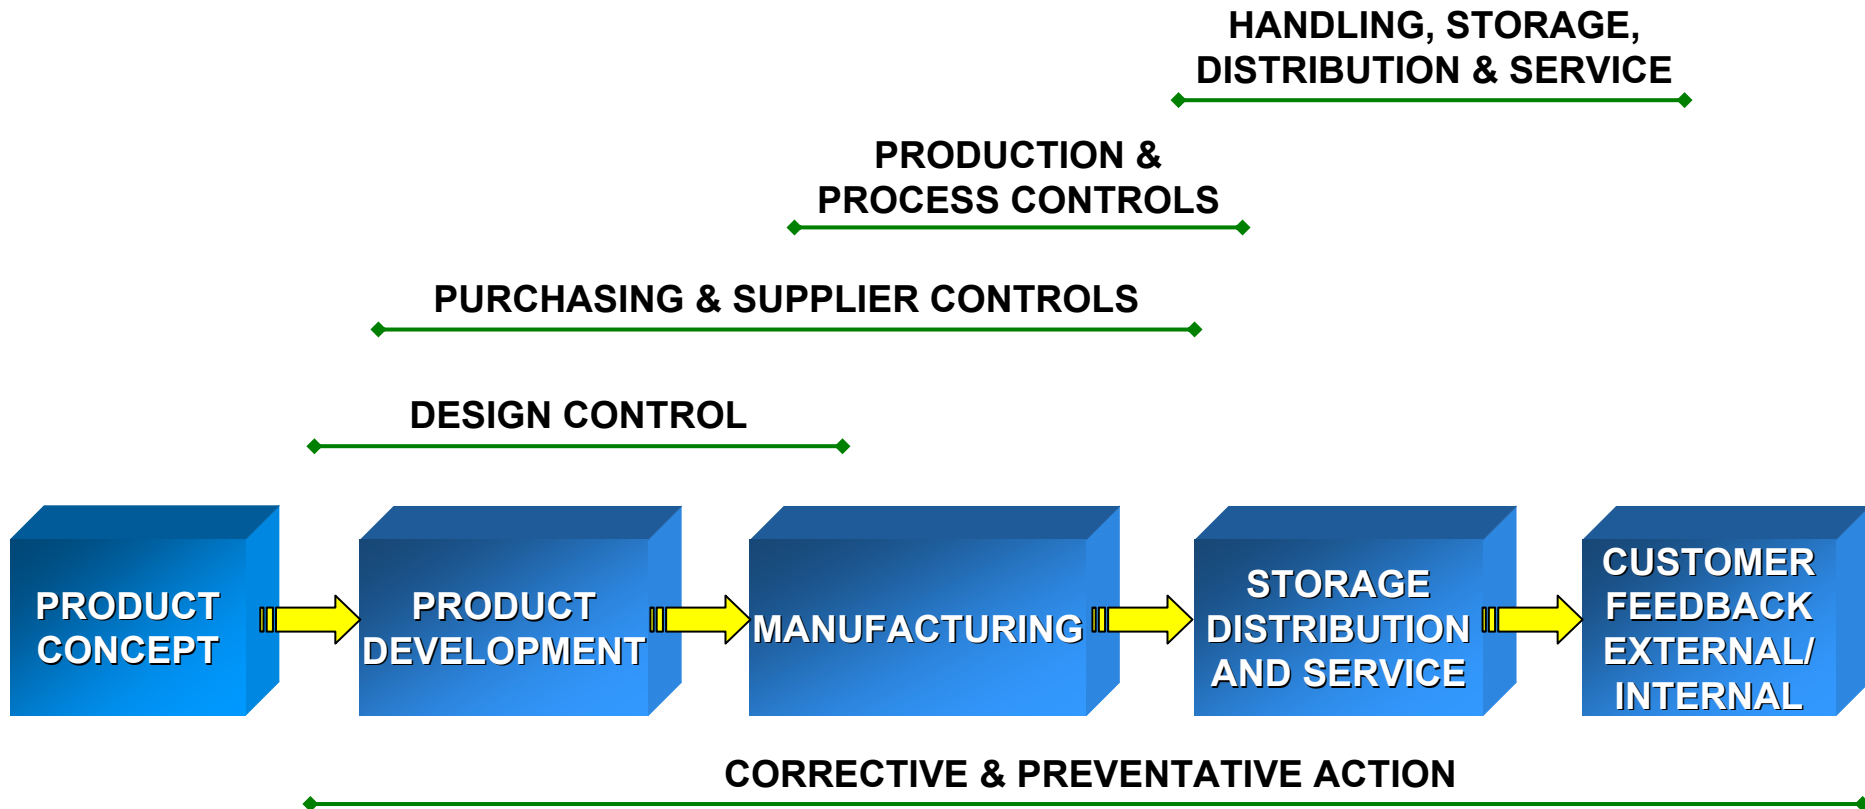 HANDLING, STORAGE,
DISTRIBUTION & SERVICE
PRODUCTION &
PROCESS CONTROLS
PURCHASING & SUPPLIER CONTROLS
DESIGN CONTROL
PRODUCT
CONCEPT
PRODUCT
DEVELOPMENT
MANUFACTURING
STORAGE
DISTRIBUTION
AND SERVICE
CUSTOMER
FEEDBACK
EXTERNAL/
INTERNAL
CORRECTIVE & PREVENTATIVE ACTION